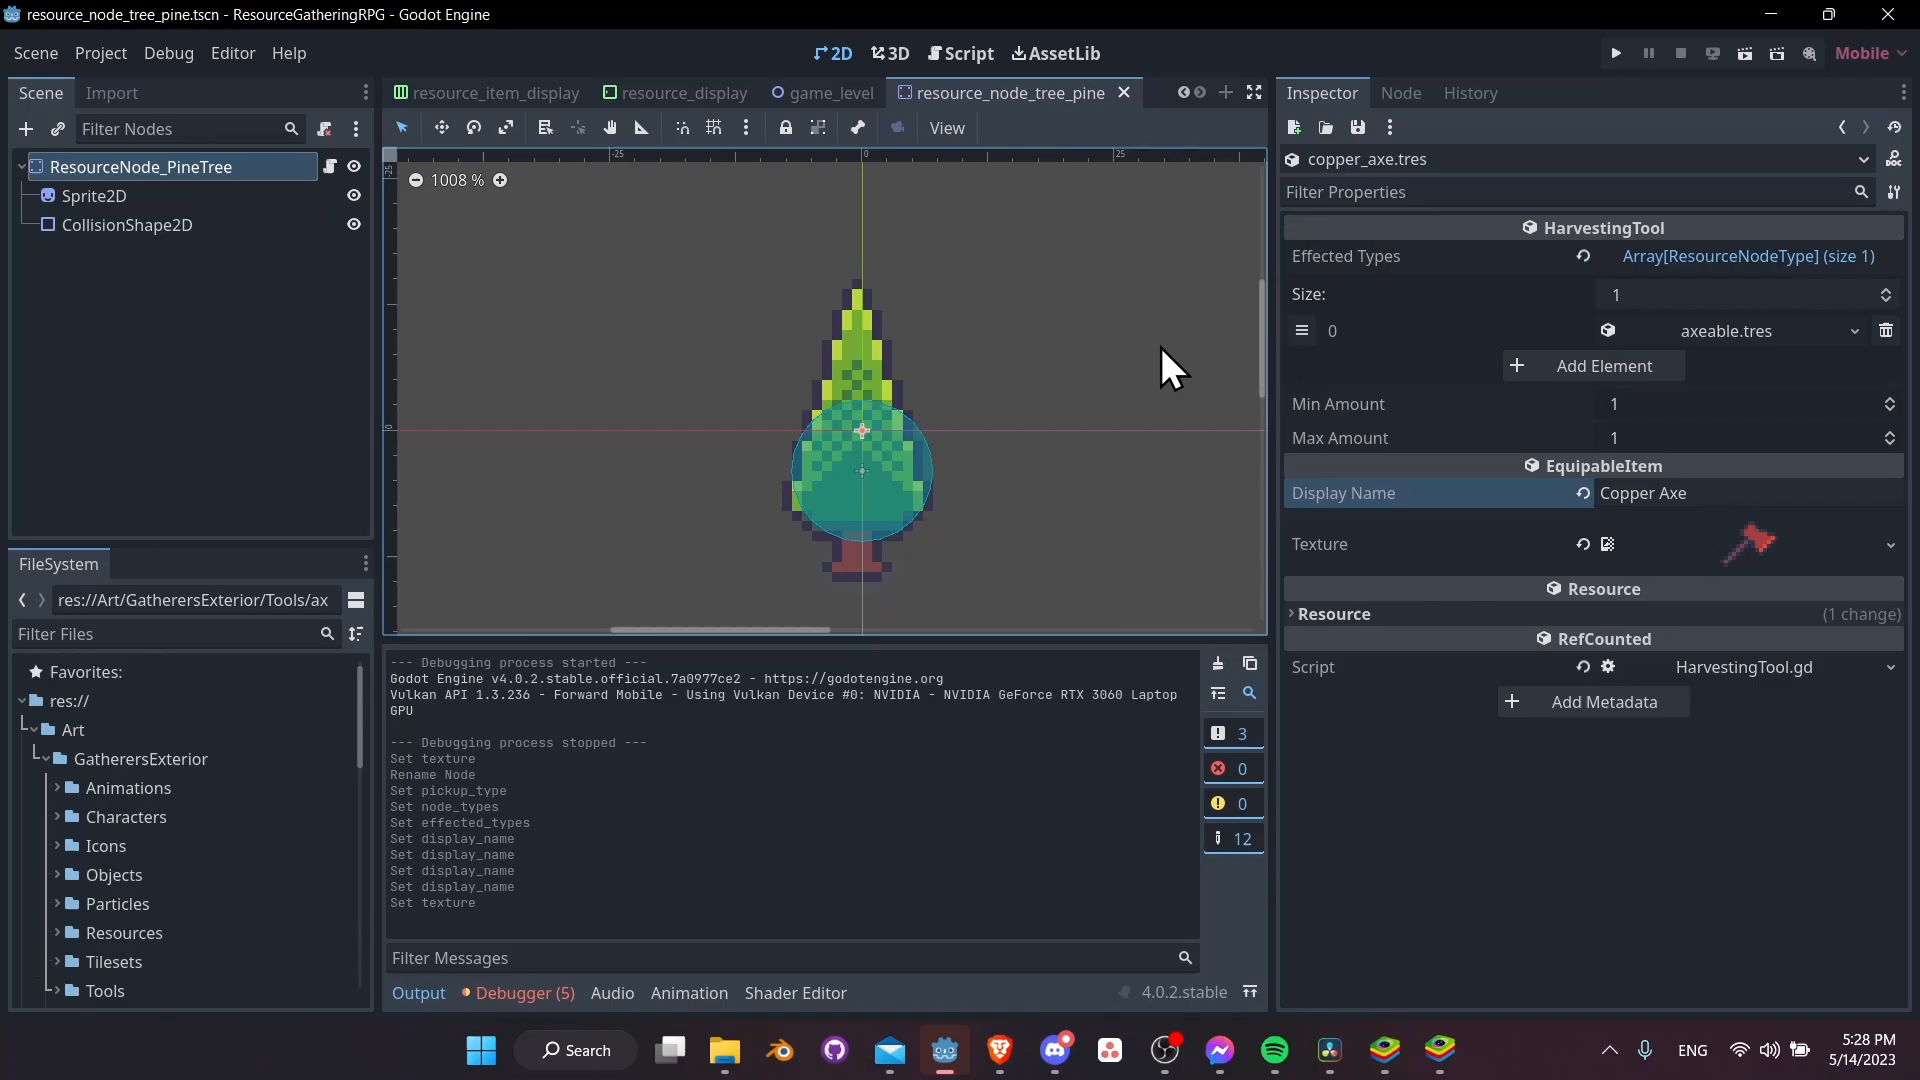 resource_node_tree_pine.tscn - ResourceGatheringRPG - Godot Engine
Scene Project Debug Editor Help
2D 3D Script AssetLib
Mobile
Scene Import
Filter Nodes
ResourceNode_PineTree
Sprite2D
CollisionShape2D
FileSystem
res://Art/GatherersExterior/Tools/ax
Filter Files
Favorites:
res://
Art
GatherersExterior
Animations
Characters
Icons
Objects
Particles
Resources
Tilesets
Tools
resource_item_display resource_display game_level resource_node_tree_pine
View
-25 0 25
-25
0
1008 %
--- Debugging process started ---
Godot Engine v4.0.2.stable.official.7a0977ce2 - https://godotengine.org
Vulkan API 1.3.236 - Forward Mobile - Using Vulkan Device #0: NVIDIA - NVIDIA GeForce RTX 3060 Laptop
GPU
--- Debugging process stopped ---
Set texture
Rename Node
Set pickup_type
Set node_types
Set effected_types
Set display_name
Set display_name
Set display_name
Set display_name
Set texture
3
0
0
12
Filter Messages
Output Debugger (5) Audio Animation Shader Editor
4.0.2.stable
Inspector Node History
copper_axe.tres
Filter Properties
HarvestingTool
Effected Types Array[ResourceNodeType] (size 1)
Size: 1
0 axeable.tres
Add Element
Min Amount 1
Max Amount 1
EquipableItem
Display Name Copper Axe
Texture
Resource
Resource (1 change)
RefCounted
Script HarvestingTool.gd
Add Metadata
Search
ENG
5:28 PM
5/14/2023